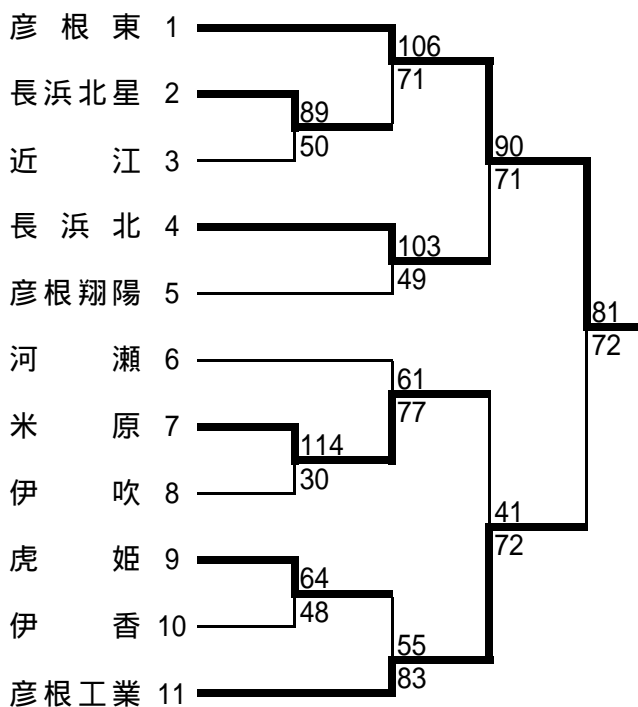 彦根東 1
106
71
長浜北星 2
89
50
近江 3
90
71
長浜北 4
103
49
彦根翔陽 5
81
72
河瀬 6
61
77
米原 7
114
30
伊吹 8
41
72
虎姫 9
64
48
伊香 10
55
83
彦根工業 11